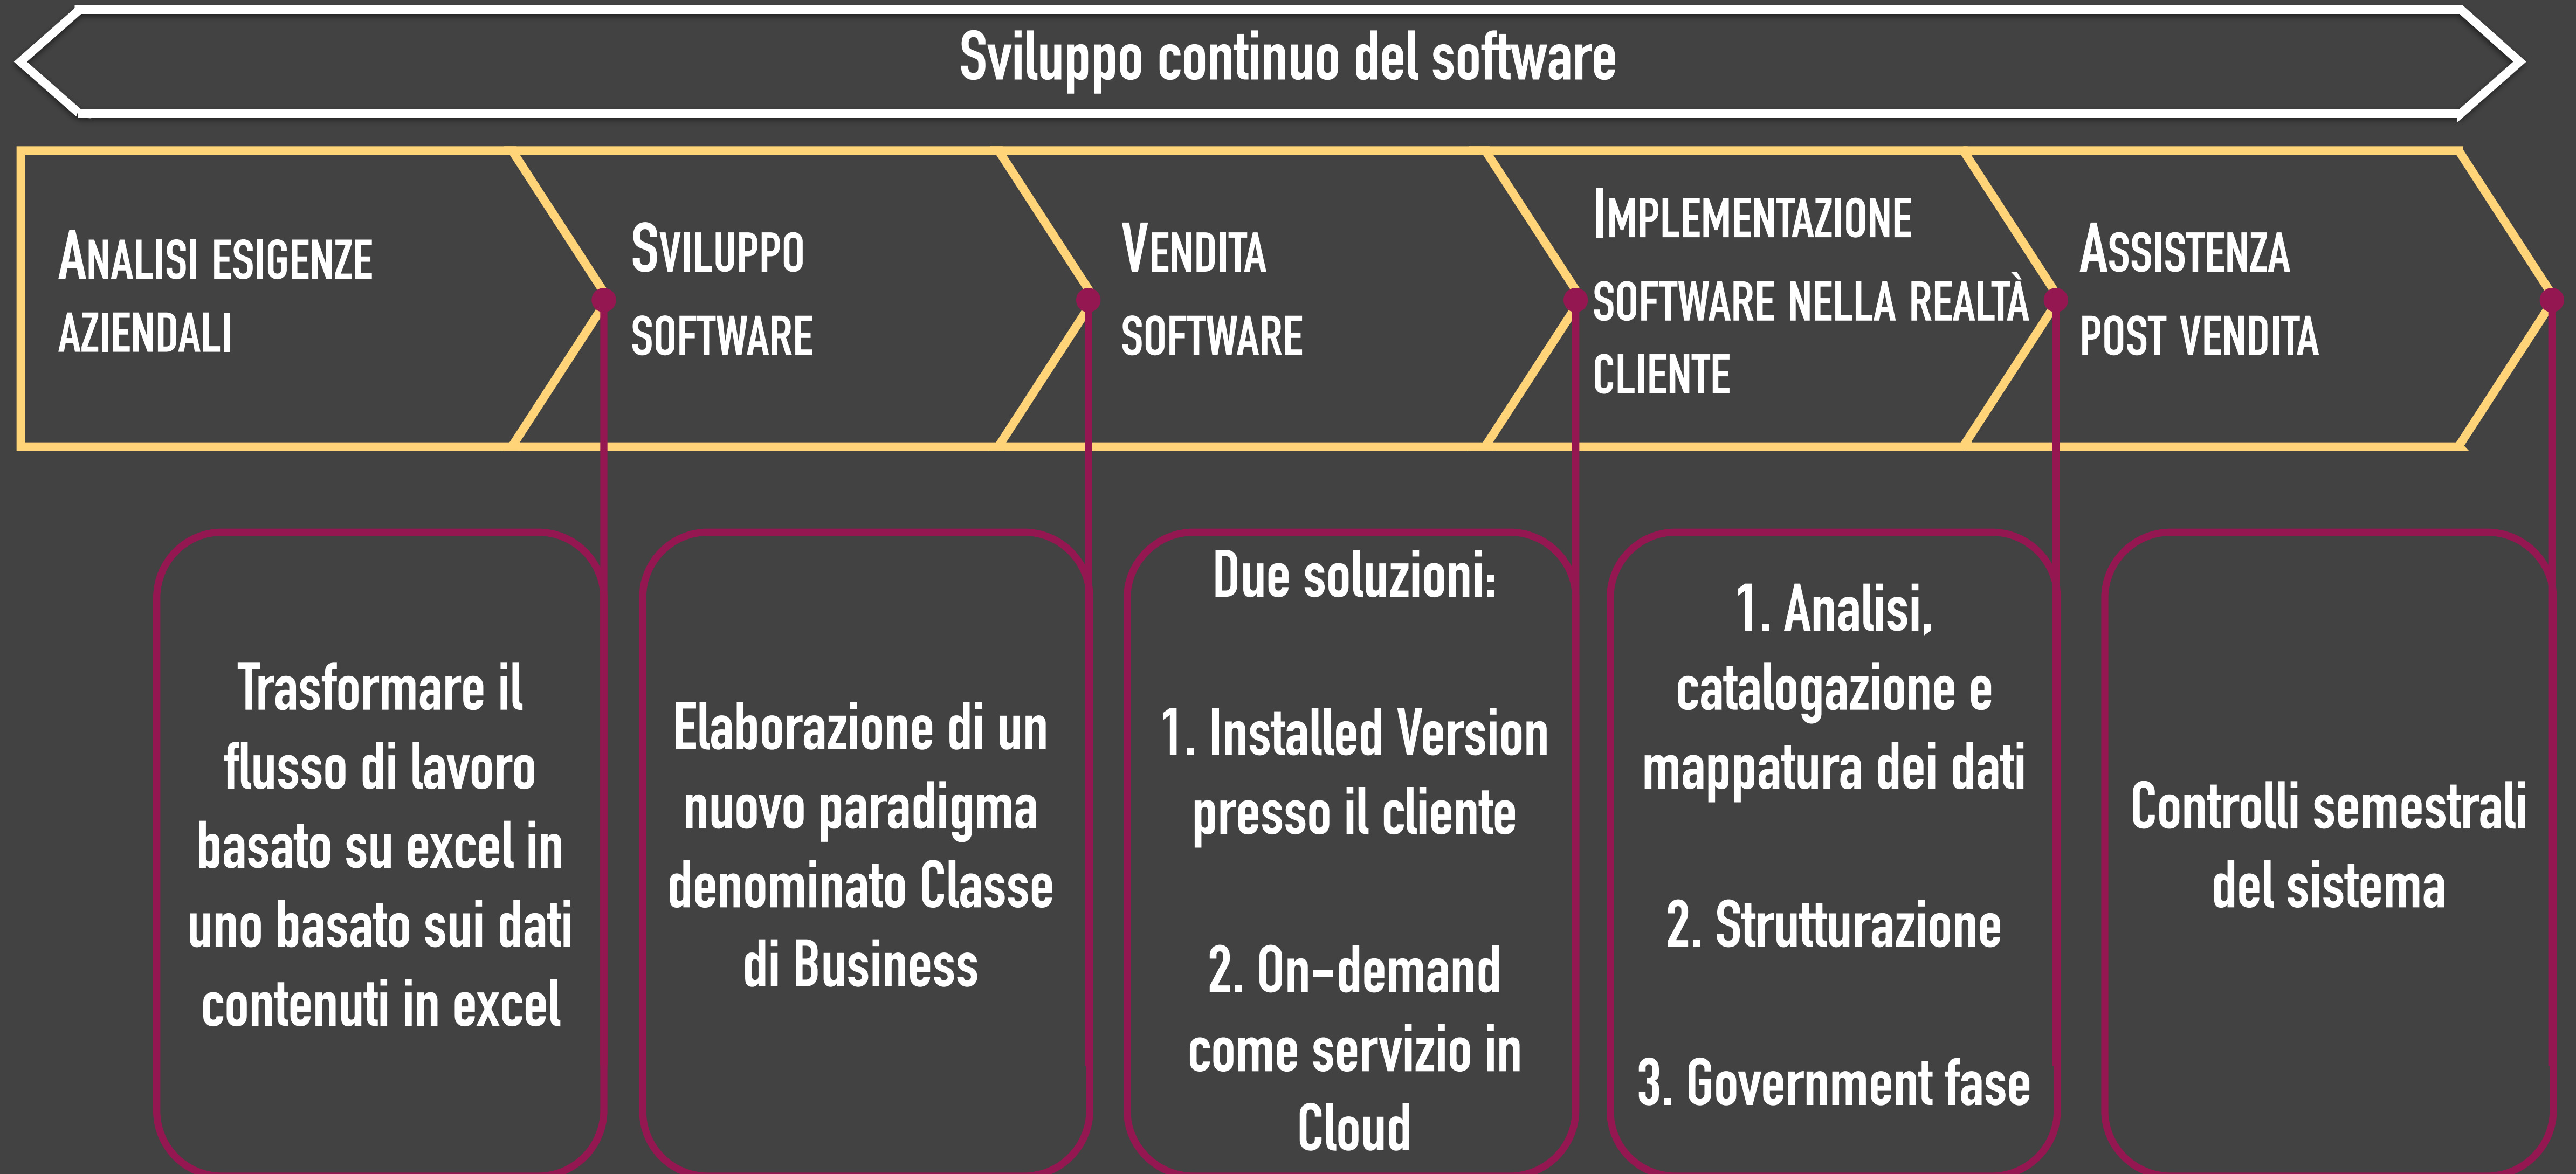 Sviluppo continuo del software
ANALISI ESIGENZE
AZIENDALI
SVILUPPO
SOFTWARE
VENDITA
SOFTWARE
IMPLEMENTAZIONE
SOFTWARE NELLA REALTÀ
CLIENTE
ASSISTENZA
POST VENDITA
Trasformare il
flusso di lavoro
basato su excel in
uno basato sui dati
contenuti in excel
Elaborazione di un
nuovo paradigma
denominato Classe
di Business
Due soluzioni:
1. Installed Version
presso il cliente
2. On-demand
come servizio in
Cloud
1. Analisi,
catalogazione e
mappatura dei dati
2. Strutturazione
3. Government fase
Controlli semestrali
del sistema